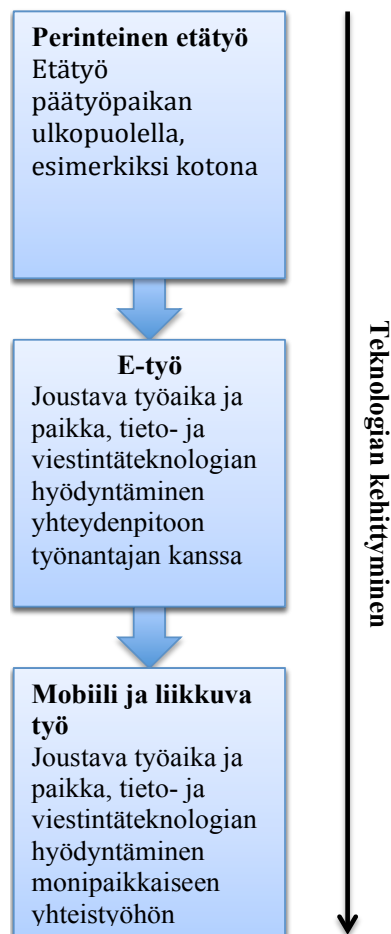 Perinteinen etätyö
Etätyö
päätyöpaikan
ulkopuolella,
esimerkiksi kotona
E-työ
Joustava työaika ja
paikka, tieto- ja
viestintäteknologian
hyödyntäminen
yhteydenpitoon
työnantajan kanssa
Mobiili ja liikkuva
työ
Joustava työaika ja
paikka, tieto- ja
viestintäteknologian
hyödyntäminen
monipaikkaiseen
yhteistyöhön
Teknologian kehittyminen